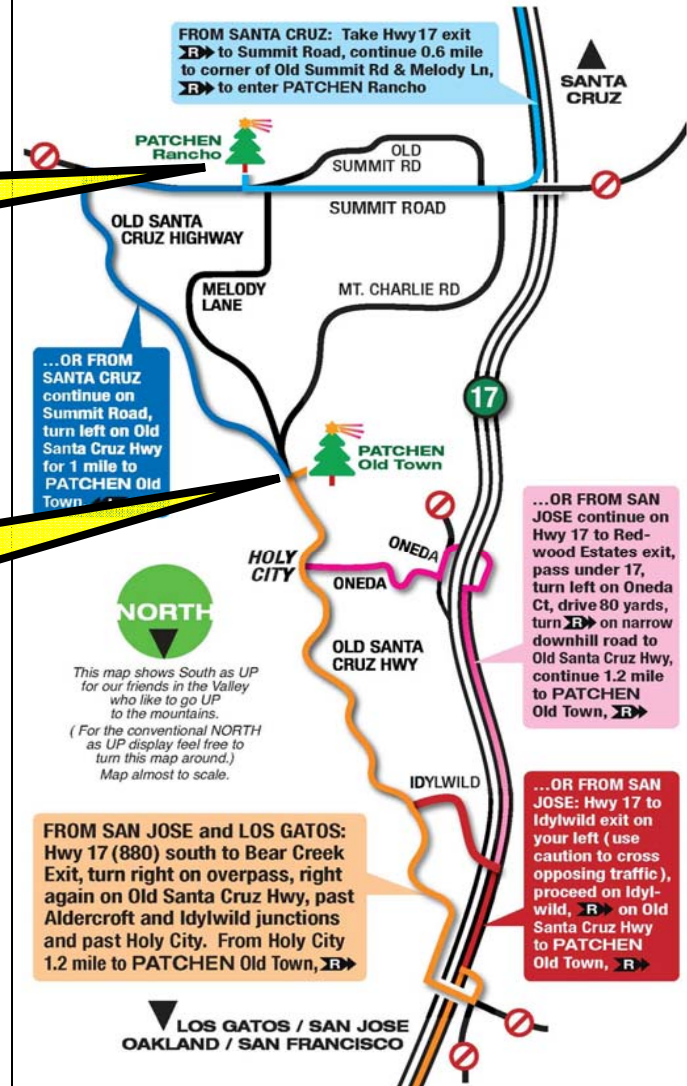 FROM SANTA CRUZ: Take Hwy 17 exit
R to Summit Road, continue 0.6 mile
to corner of Old Summit Rd & Melody Ln,
R to enter PATCHEN Rancho
SANTA
CRUZ
PATCHEN
Rancho
OLD
SUMMIT RD
SUMMIT ROAD
OLD SANTA
CRUZ HIGHWAY
MELODY
LANE
MT. CHARLIE RD
...OR FROM
SANTA CRUZ
continue on
Summit Road,
turn left on Old
Santa Cruz Hwy
for 1 mile to
PATCHEN Old
Town
17
PATCHEN
Old Town
...OR FROM SAN
JOSE continue on
Hwy 17 to Red-
wood Estates exit,
pass under 17,
turn left on Oneda
Ct, drive 80 yards,
turn R on narrow
downhill road to
Old Santa Cruz Hwy,
continue 1.2 mile
to PATCHEN
Old Town, R
HOLY
CITY
ONEDA
ONEDA
NORTH
OLD SANTA
CRUZ HWY
This map shows South as UP
for our friends in the Valley
who like to go UP
to the mountains.
( For the conventional NORTH
as UP display feel free to
turn this map around.)
Map almost to scale.
IDYLWILD
FROM SAN JOSE and LOS GATOS:
Hwy 17 (880) south to Bear Creek
Exit, turn right on overpass, right
again on Old Santa Cruz Hwy, past
Aldercroft and Idylwild junctions
and past Holy City. From Holy City
1.2 mile to PATCHEN Old Town, R
...OR FROM SAN
JOSE: Hwy 17 to
Idylwild exit on
your left (use
caution to cross
opposing traffic),
proceed on Idyl-
wild, R on Old
Santa Cruz Hwy
to PATCHEN
Old Town, R
LOS GATOS / SAN JOSE
OAKLAND / SAN FRANCISCO